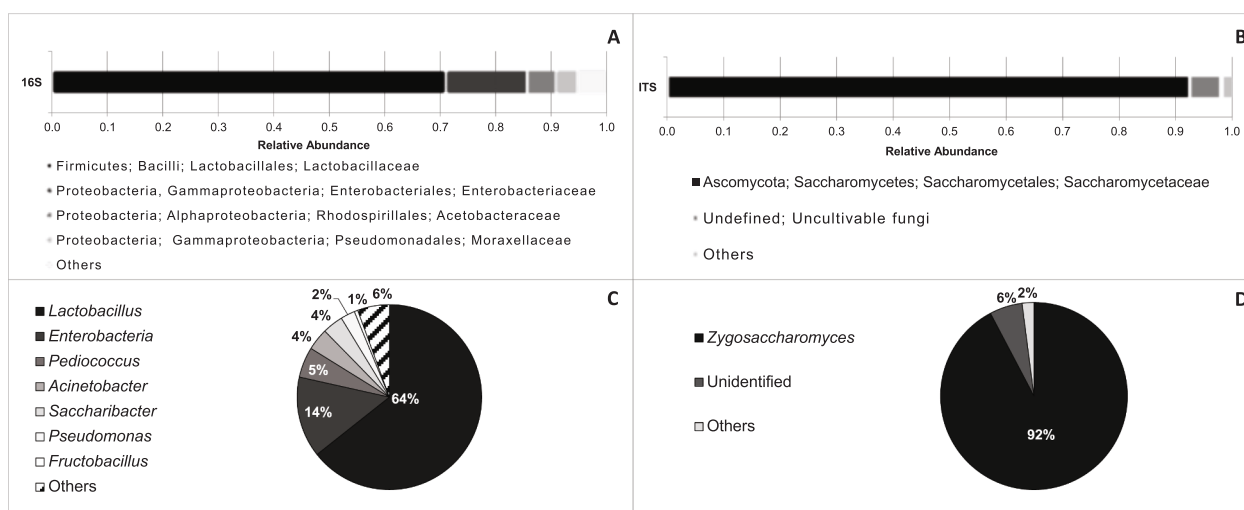 A
16S
0.0 0.1 0.2 0.3 0.4 0.5 0.6 0.7 0.8 0.9 1.0
Relative Abundance
Firmicutes; Bacilli; Lactobacillales; Lactobacillaceae
Proteobacteria, Gammaproteobacteria; Enterobacteriales; Enterobacteriaceae
Proteobacteria; Alphaproteobacteria; Rhodospirillales; Acetobacteraceae
Proteobacteria; Gammaproteobacteria; Pseudomonadales; Moraxellaceae
Others
B
ITS
0.0 0.1 0.2 0.3 0.4 0.5 0.6 0.7 0.8 0.9 1.0
Relative Abundance
Ascomycota; Saccharomycetes; Saccharomycetales; Saccharomycetaceae
Undefined; Uncultivable fungi
Others
C
Lactobacillus
Enterobacteria
Pediococcus
Acinetobacter
Saccharibacter
Pseudomonas
Fructobacillus
Others
2% 1% 6%
4%
4%
5%
14%
64%
D
Zygosaccharomyces
Unidentified
Others
6% 2%
92%